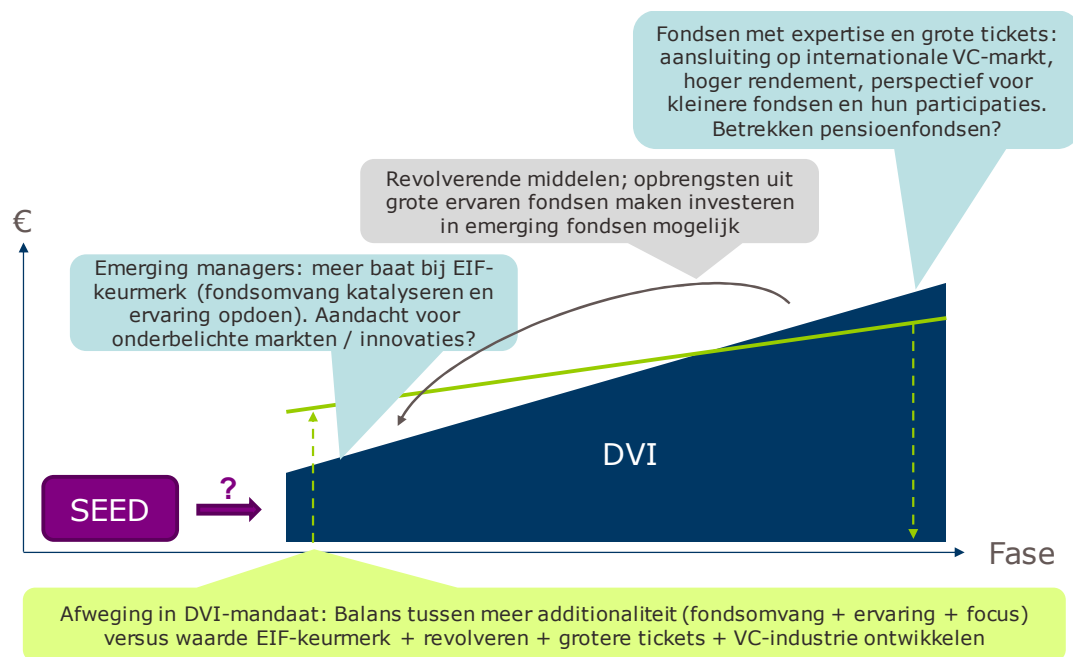 Fondsen met expertise en grote tickets:
aansluiting op internationale VC-markt,
hoger rendement, perspectief voor
kleinere fondsen en hun participaties.
Betrekken pensioenfondsen?
Revolverende middelen; opbrengsten uit
grote ervaren fondsen maken investeren
in emerging fondsen mogelijk
€
Emerging managers: meer baat bij EIF-
keurmerk (fondsomvang katalyseren en
ervaring opdoen). Aandacht voor
onderbelichte markten / innovaties?
DVI
SEED
?
Fase
Afweging in DVI-mandaat: Balans tussen meer additionaliteit (fondsomvang + ervaring + focus)
versus waarde EIF-keurmerk + revolveren + grotere tickets + VC-industrie ontwikkelen